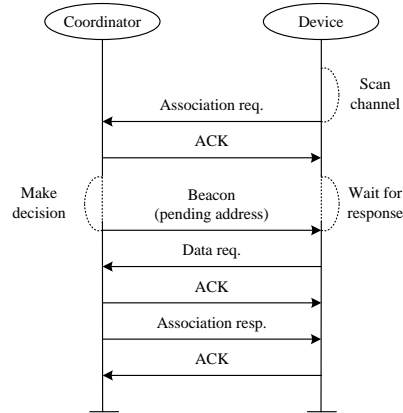 Coordinator
Device
Scan
channel
Association req.
ACK
Make
decision
Beacon
(pending address)
Wait for
response
Data req.
ACK
Association resp.
ACK